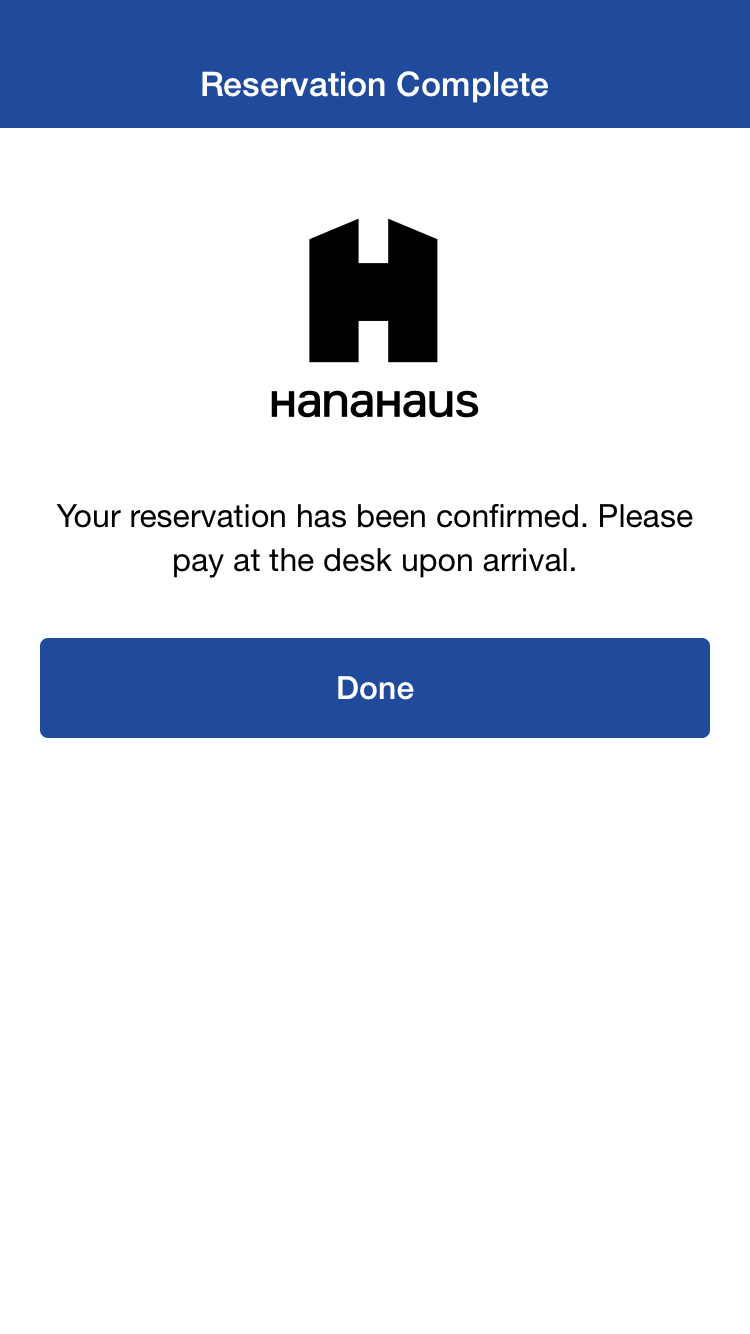 Reservation Complete
HanaHaus
Your reservation has been confirmed. Please
pay at the desk upon arrival.
Done